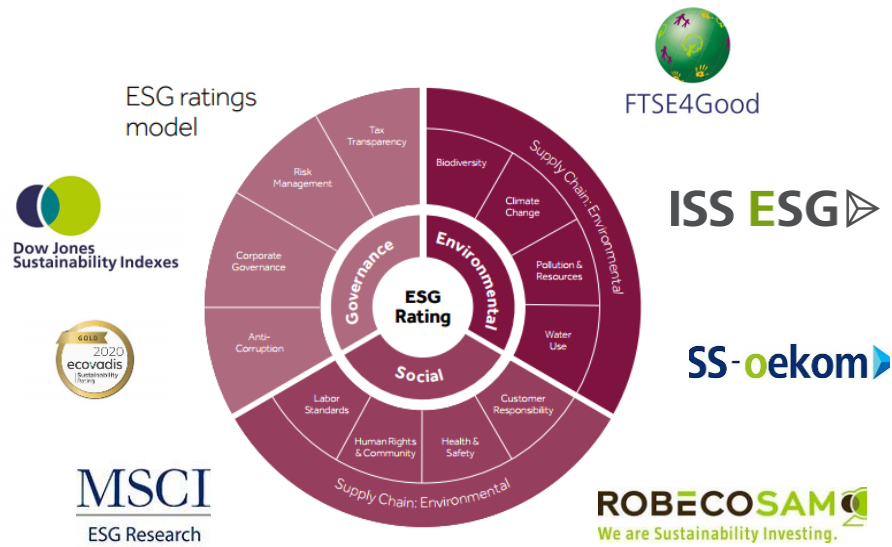 ESG ratings
model
FTSE4Good
Dow Jones
Sustainability Indexes
ISS ESG
GOLD
2020
ecovadis
Sustainability
Rating
SS-oekom
MSCI
ESG Research
ROBECOSAM
We are Sustainability Investing.
Tax
Transparency
Risk
Management
Corporate
Governance
Anti-
Corruption
Biodiversity
Climate
Change
Pollution &
Resources
Water
Use
Supply Chain: Environmental
Governance
Environmental
ESG
Rating
Social
Labor
Standards
Human Rights
& Community
Health &
Safety
Customer
Responsibility
Supply Chain: Environmental